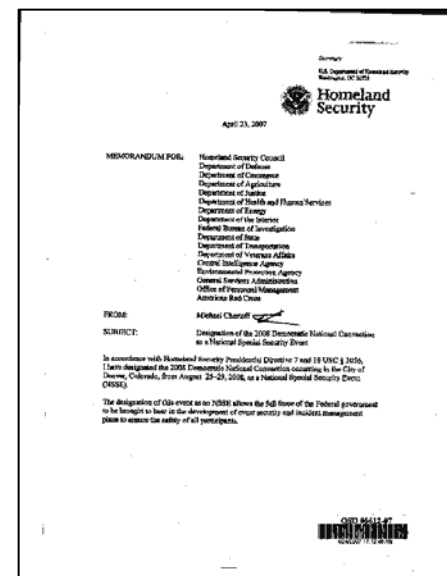 Secretary
U.S. Department of Homeland Security
Washington, DC 20528
Homeland
Security
April 23, 2007
MEMORANDUM FOR:
Homeland Security Council
Department of Defense
Department of Commerce
Department of Agriculture
Department of Justice
Department of Health and Human Services
Department of Energy
Department of the Interior
Federal Bureau of Investigation
Department of State
Department of Transportation
Department of Veterans Affairs
Central Intelligence Agency
Environmental Protection Agency
General Services Administration
Office of Personnel Management
American Red Cross
FROM: Michael Chertoff
SUBJECT: Designation of the 2008 Democratic National Convention
as a National Special Security Event
In accordance with Homeland Security Presidential Directive 7 and 18 USC § 3056,
I have designated the 2008 Democratic National Convention occurring in the City of
Denver, Colorado, from August 25-29, 2008, as a National Special Security Event
(NSSE).
The designation of this event as an NSSE allows the full force of the Federal government
to be brought to bear in the development of event security and incident management
plans to ensure the safety of all participants.
OSD 06612-07